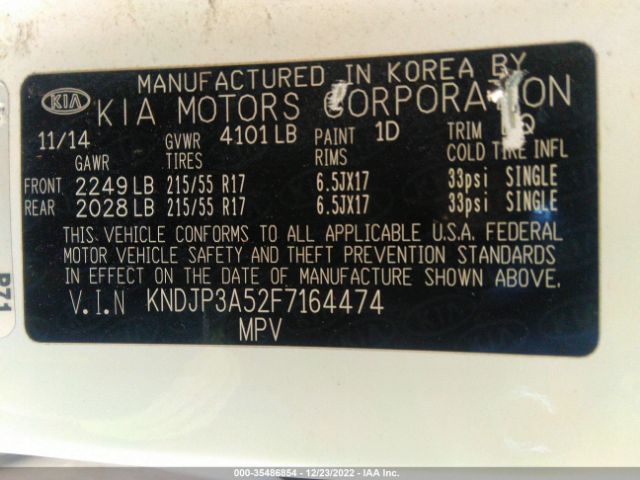 MANUFACTURED IN KOREA BY
KIA KIA MOTORS CORPORATION
11/14 GVWR 4101 LB PAINT 1D TRIM
GAWR TIRES RIMS COLD TIRE INFL
FRONT 2249 LB 215/55 R17 6.5JX17 33psi SINGLE
REAR 2028 LB 215/55 R17 6.5JX17 33psi SINGLE
THIS VEHICLE CONFORMS TO ALL APPLICABLE U.S.A. FEDERAL
MOTOR VEHICLE SAFETY AND THEFT PREVENTION STANDARDS
IN EFFECT ON THE DATE OF MANUFACTURE SHOWN ABOVE.
V.I.N KNDJP3A52F7164474
MPV
000-35486854 / 12/23/2022 - IAA Inc.